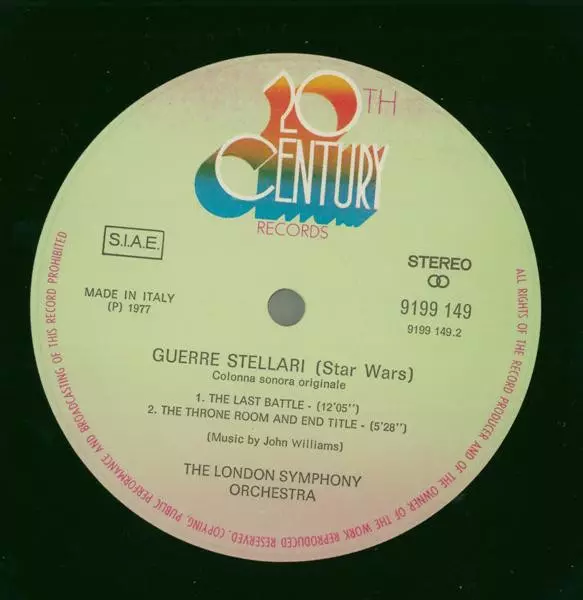 20TH
CENTURY
RECORDS
S.I.A.E.
STEREO
MADE IN ITALY
(P) 1977
9199 149
9199 149.2
GUERRE STELLARI (Star Wars)
Colonna sonora originale
1. THE LAST BATTLE - (12'05'')
2. THE THRONE ROOM AND END TITLE - (5'28'')
(Music by John Williams)
THE LONDON SYMPHONY
ORCHESTRA
ALL RIGHTS OF THE RECORD PRODUCER AND OF THE OWNER OF THE WORK REPRODUCED RESERVED. COPYING, PUBLIC PERFORMANCE AND BROADCASTING OF THIS RECORD PROHIBITED